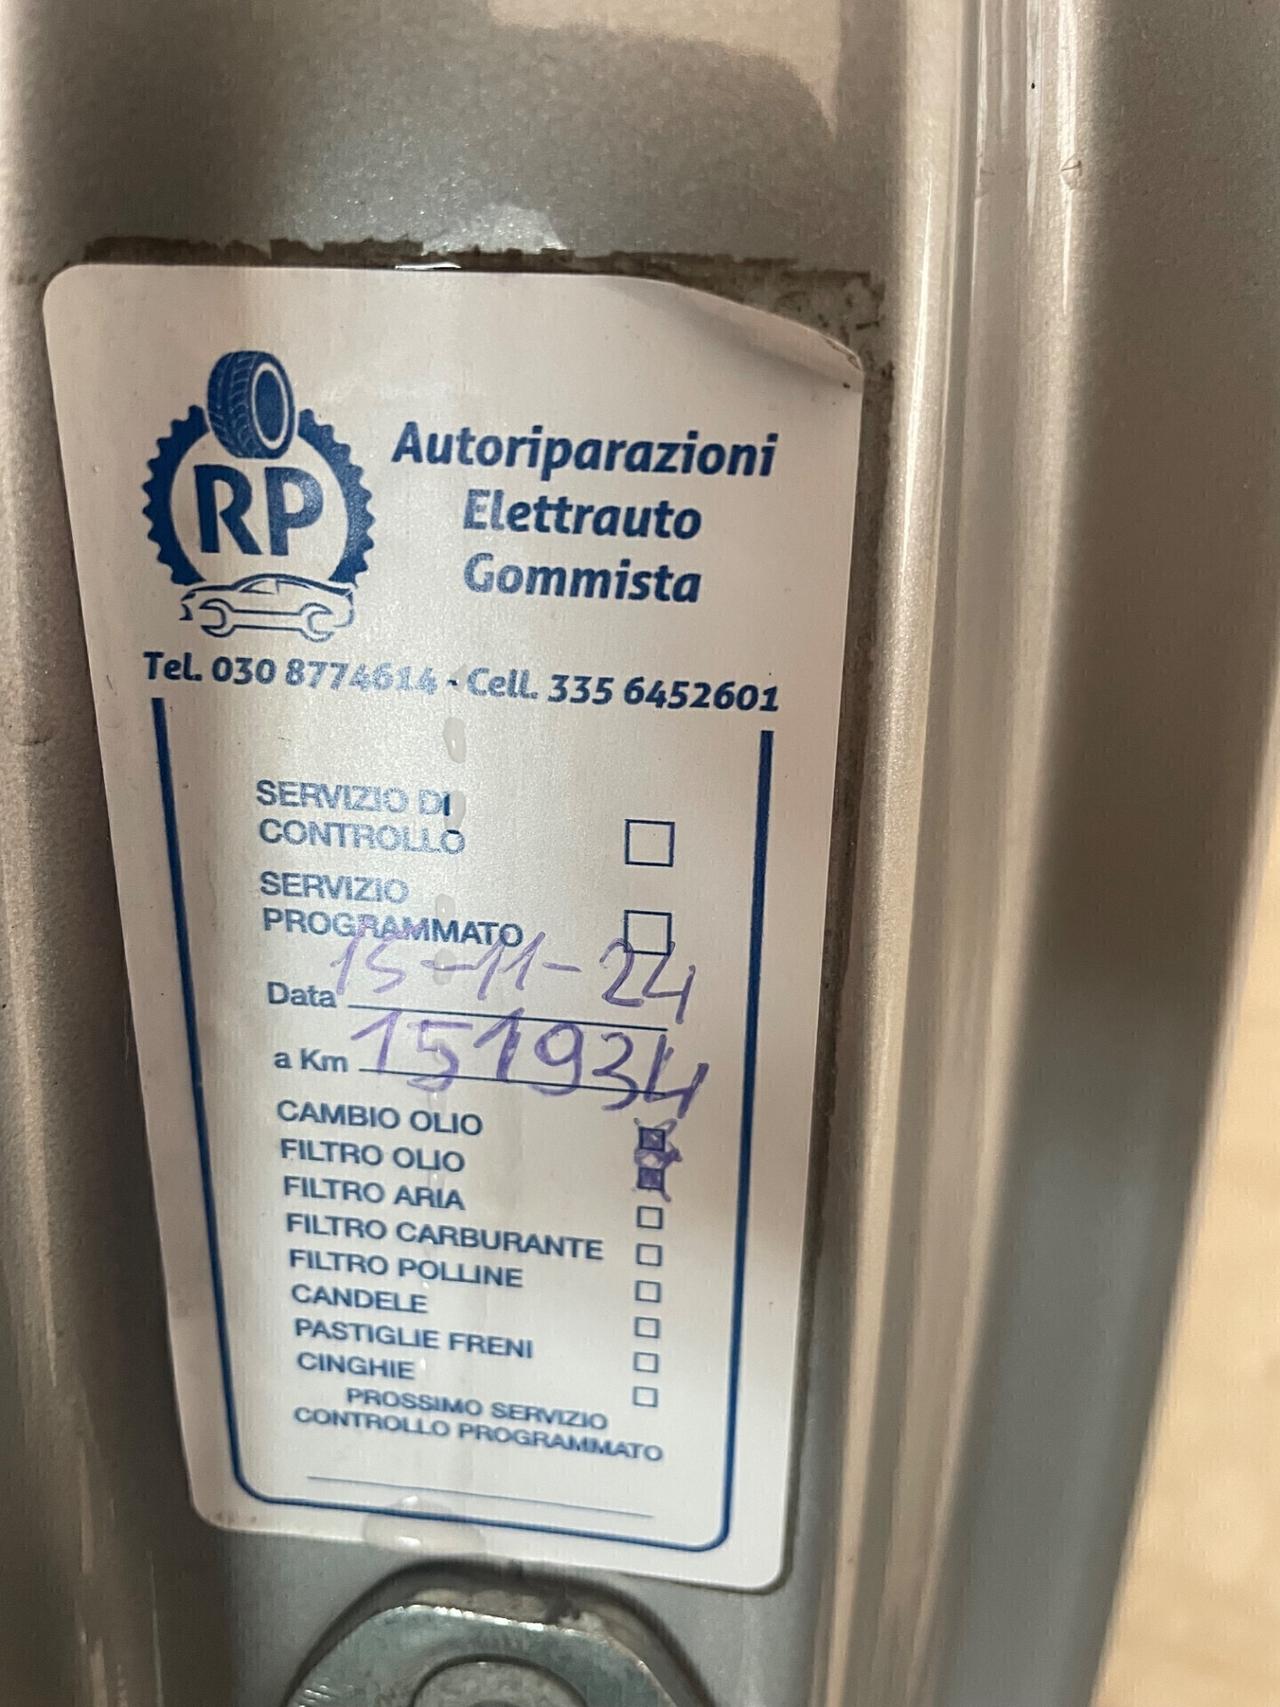 RP
Autoriparazioni
Elettrauto
Gommista
Tel. 030 8774614 - Cell. 335 6452601
SERVIZIO DI
CONTROLLO
SERVIZIO
PROGRAMMATO
Data 15-11-24
a Km 151934
CAMBIO OLIO
FILTRO OLIO
FILTRO ARIA
FILTRO CARBURANTE
FILTRO POLLINE
CANDELE
PASTIGLIE FRENI
CINGHIE
PROSSIMO SERVIZIO
CONTROLLO PROGRAMMATO